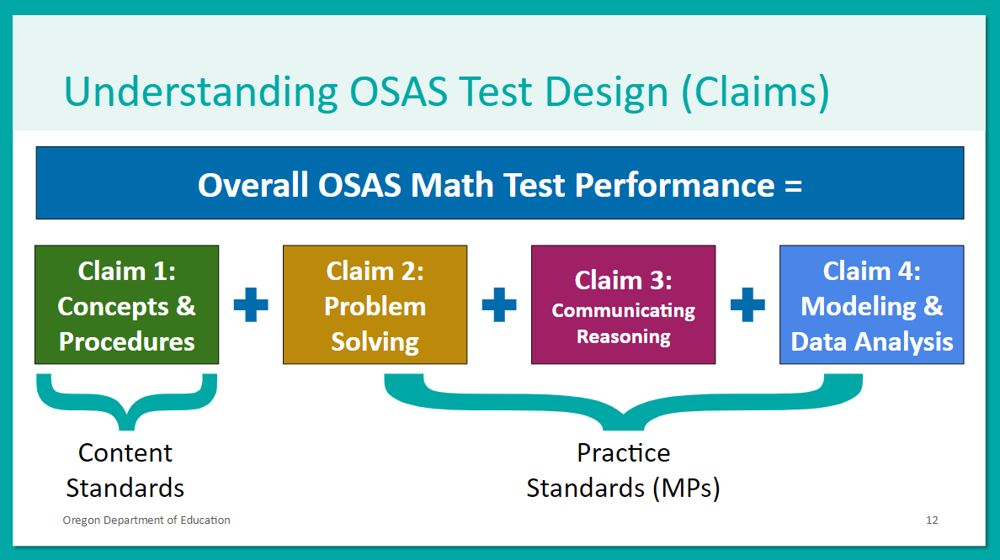 Understanding OSAS Test Design (Claims)
Overall OSAS Math Test Performance =
Claim 1:
Concepts &
Procedures
Claim 2:
Problem
Solving
Claim 3:
Communicating
Reasoning
Claim 4:
Modeling &
Data Analysis
Content
Standards
Practice
Standards (MPs)
Oregon Department of Education
12